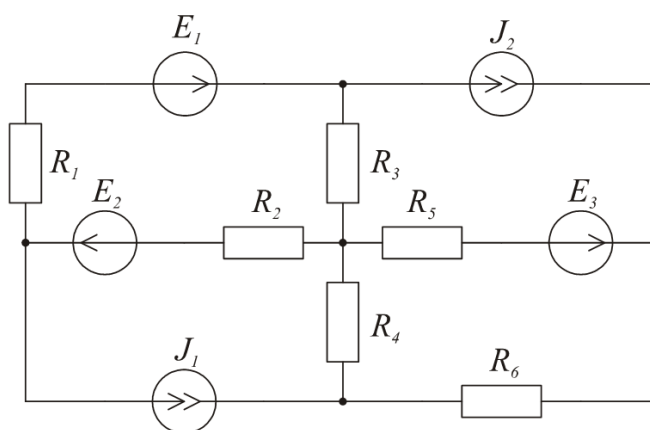 E₁ J₂
R₁ R₃
E₂ R₂ R₅ E₃
R₄
J₁ R₆